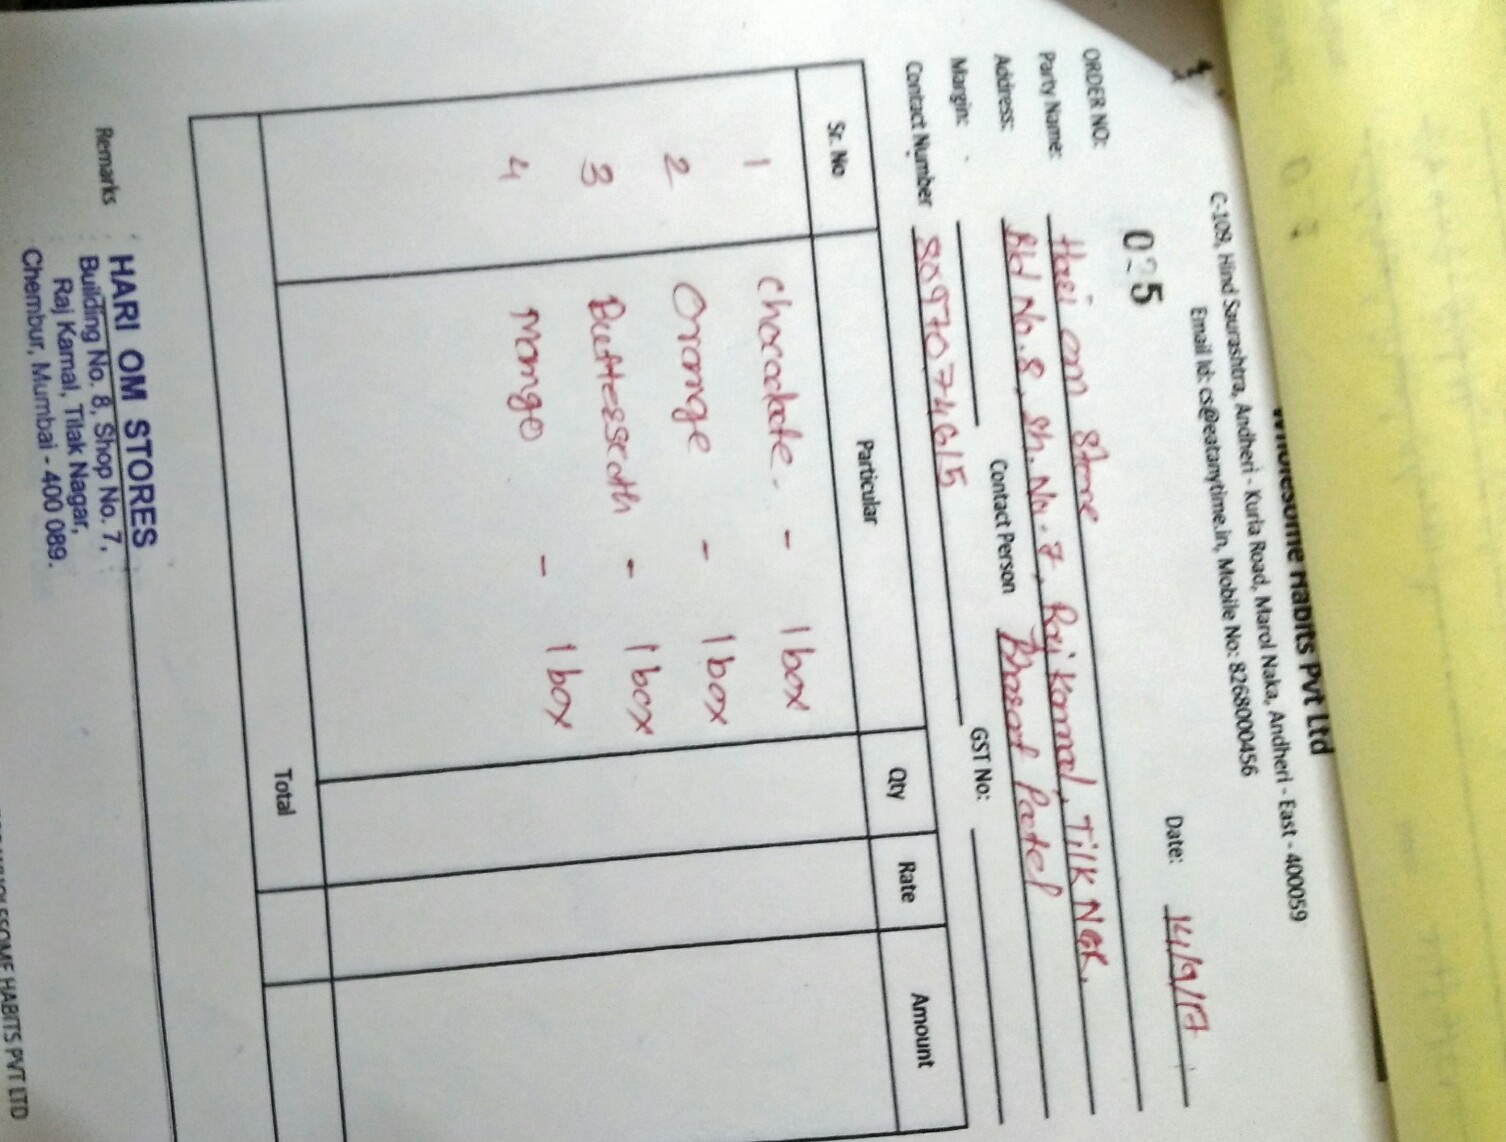 Wholesome Habits Pvt Ltd
C-109, Hind Saurashtra, Andheri - Kurla Road, Marol Naka, Andheri - East - 400059
Email Id: cs@eatanytime.in, Mobile No: 8268000456
ORDER NO: 025 Date: 14/9/17
Party Name: Hari om store
Address: Bld No. 8, Sh. No. 7, Raj Kamal, TILK NGR.
Margin: Contact Person Bharat Patel
Contact Number 8097074615 GST No:
Sr. No Particular Qty Rate Amount
1 Chocolate. - 1 box
2 Orange - 1 box
3 - 1 box
4 Mango - 1 box
Total
Remarks :
HARI OM STORES
Building No. 8, Shop No. 7,
Raj Kamal, Tilak Nagar,
Chembur, Mumbai - 400 089.
WHOLESOME HABITS PVT LTD